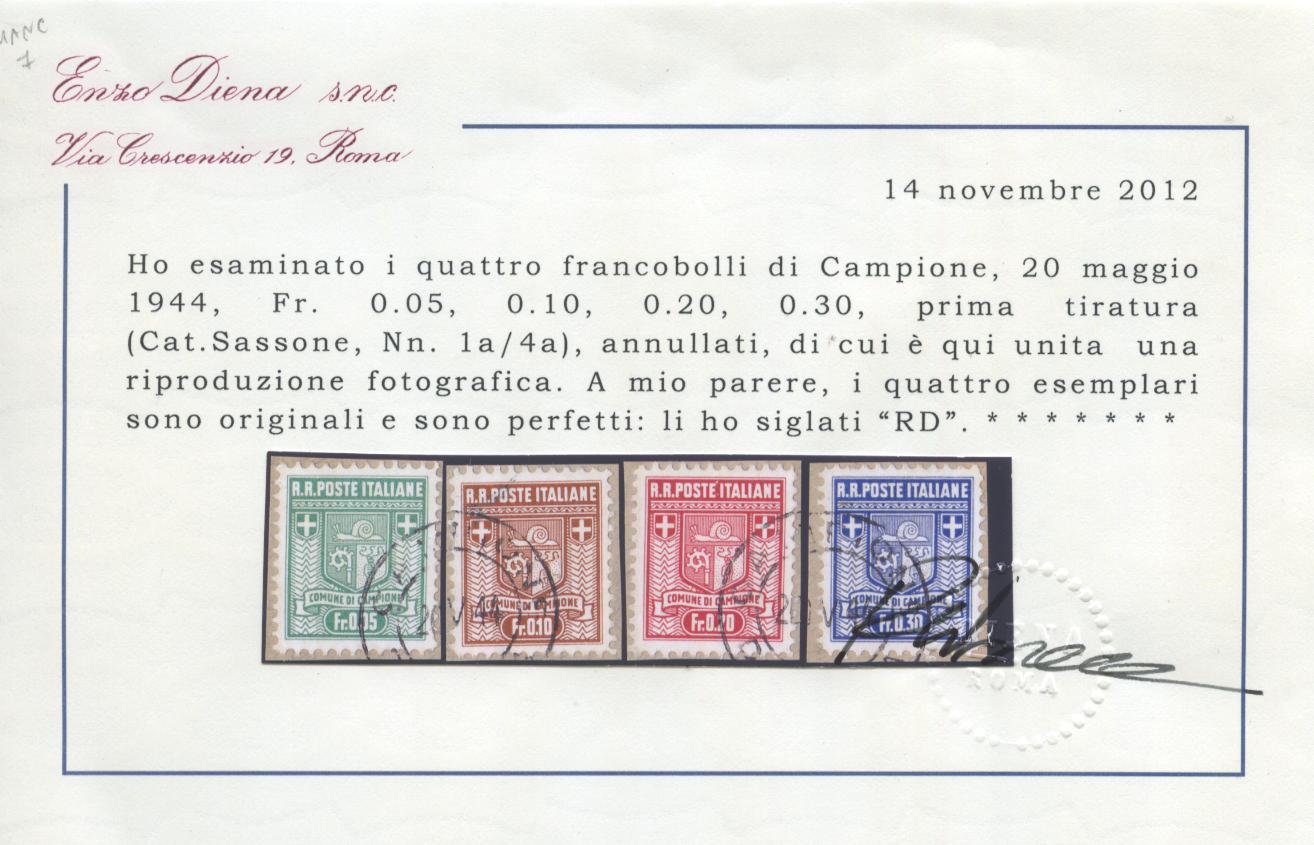 Enzo Diena s.n.c.
Via Crescenzio 19. Roma
14 novembre 2012
Ho esaminato i quattro francobolli di Campione, 20 maggio
1944, Fr. 0.05, 0.10, 0.20, 0.30, prima tiratura
(Cat.Sassone, Nn. 1a/4a), annullati, di cui è qui unita una
riproduzione fotografica. A mio parere, i quattro esemplari
sono originali e sono perfetti: li ho siglati “RD”. * * * * * * *
R.R.POSTE ITALIANE
COMUNE DI CAMPIONE
Fr.0.05
R.R.POSTE ITALIANE
COMUNE DI CAMPIONE
Fr.0.10
R.R.POSTE ITALIANE
COMUNE DI CAMPIONE
Fr.0.20
R.R.POSTE ITALIANE
COMUNE DI CAMPIONE
Fr.0.30